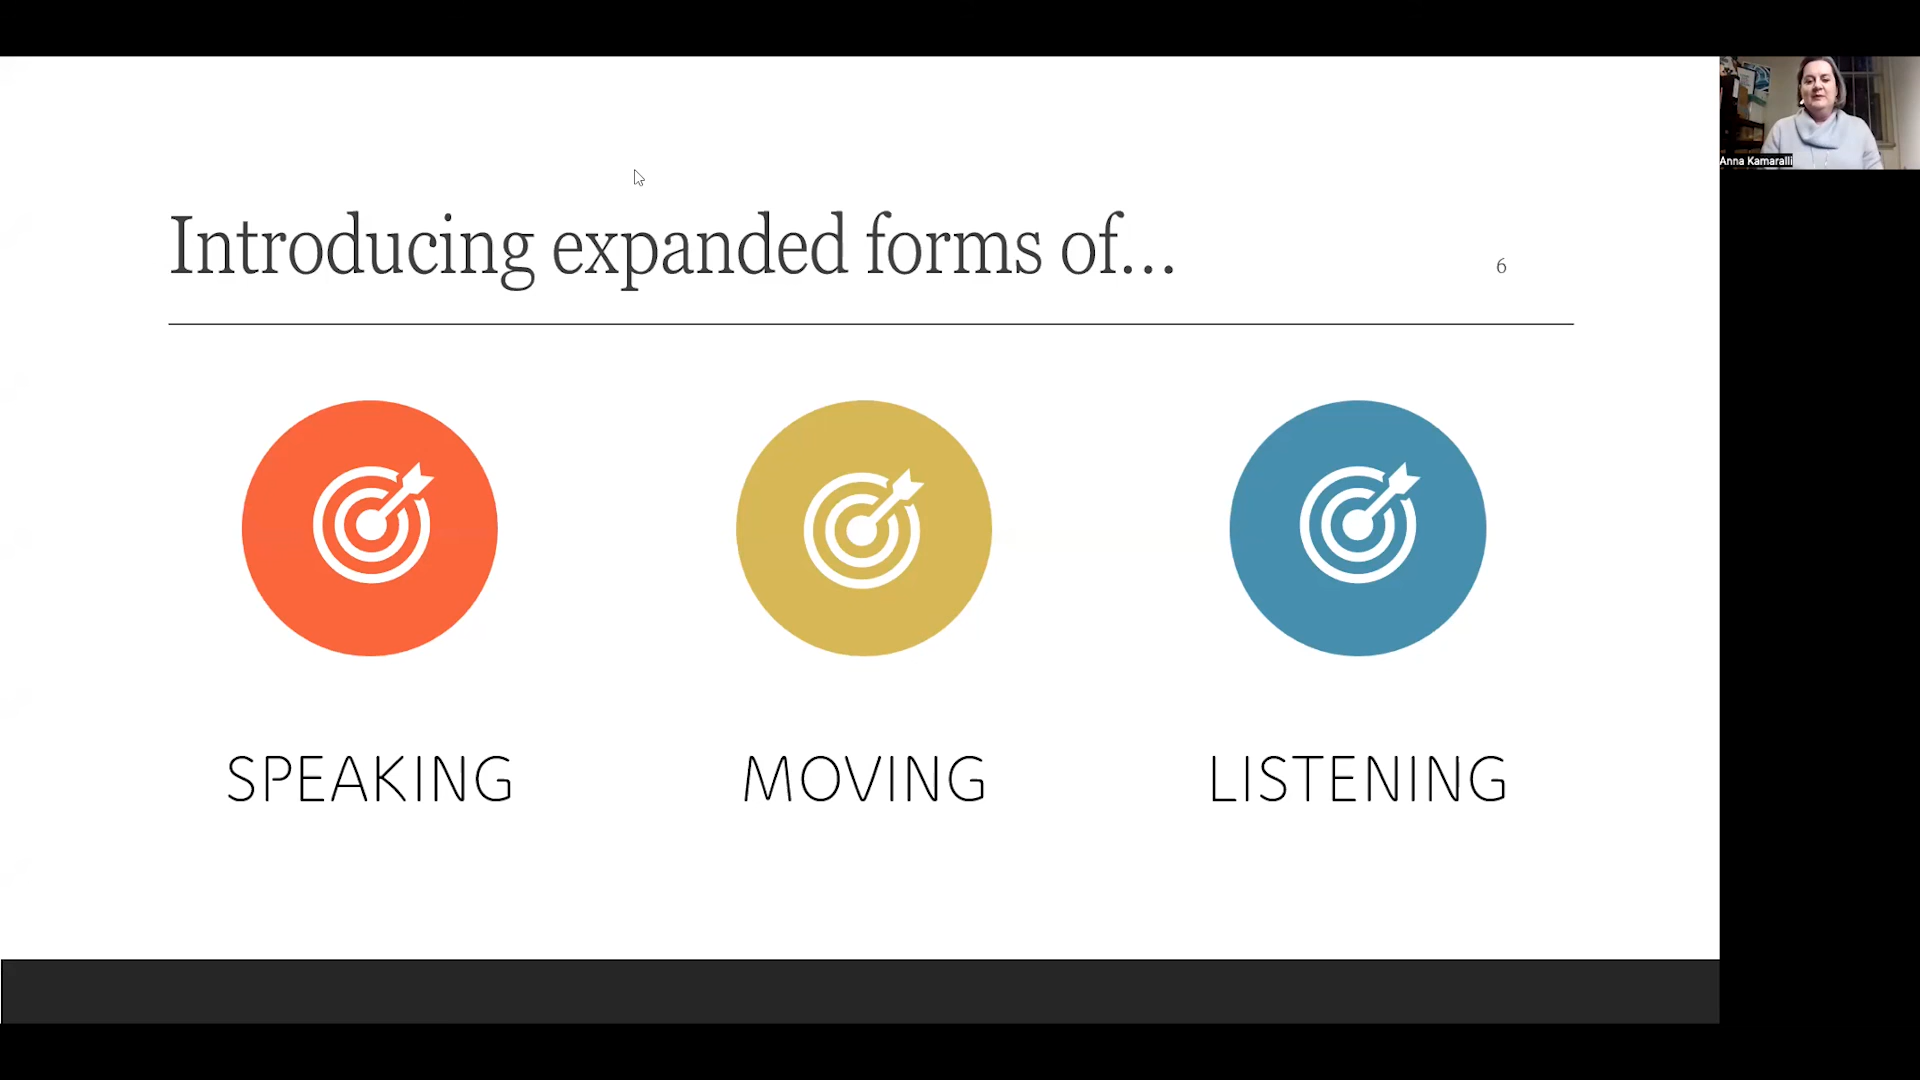 Introducing expanded forms of...
6
SPEAKING
MOVING
LISTENING
Anna Kamaralli